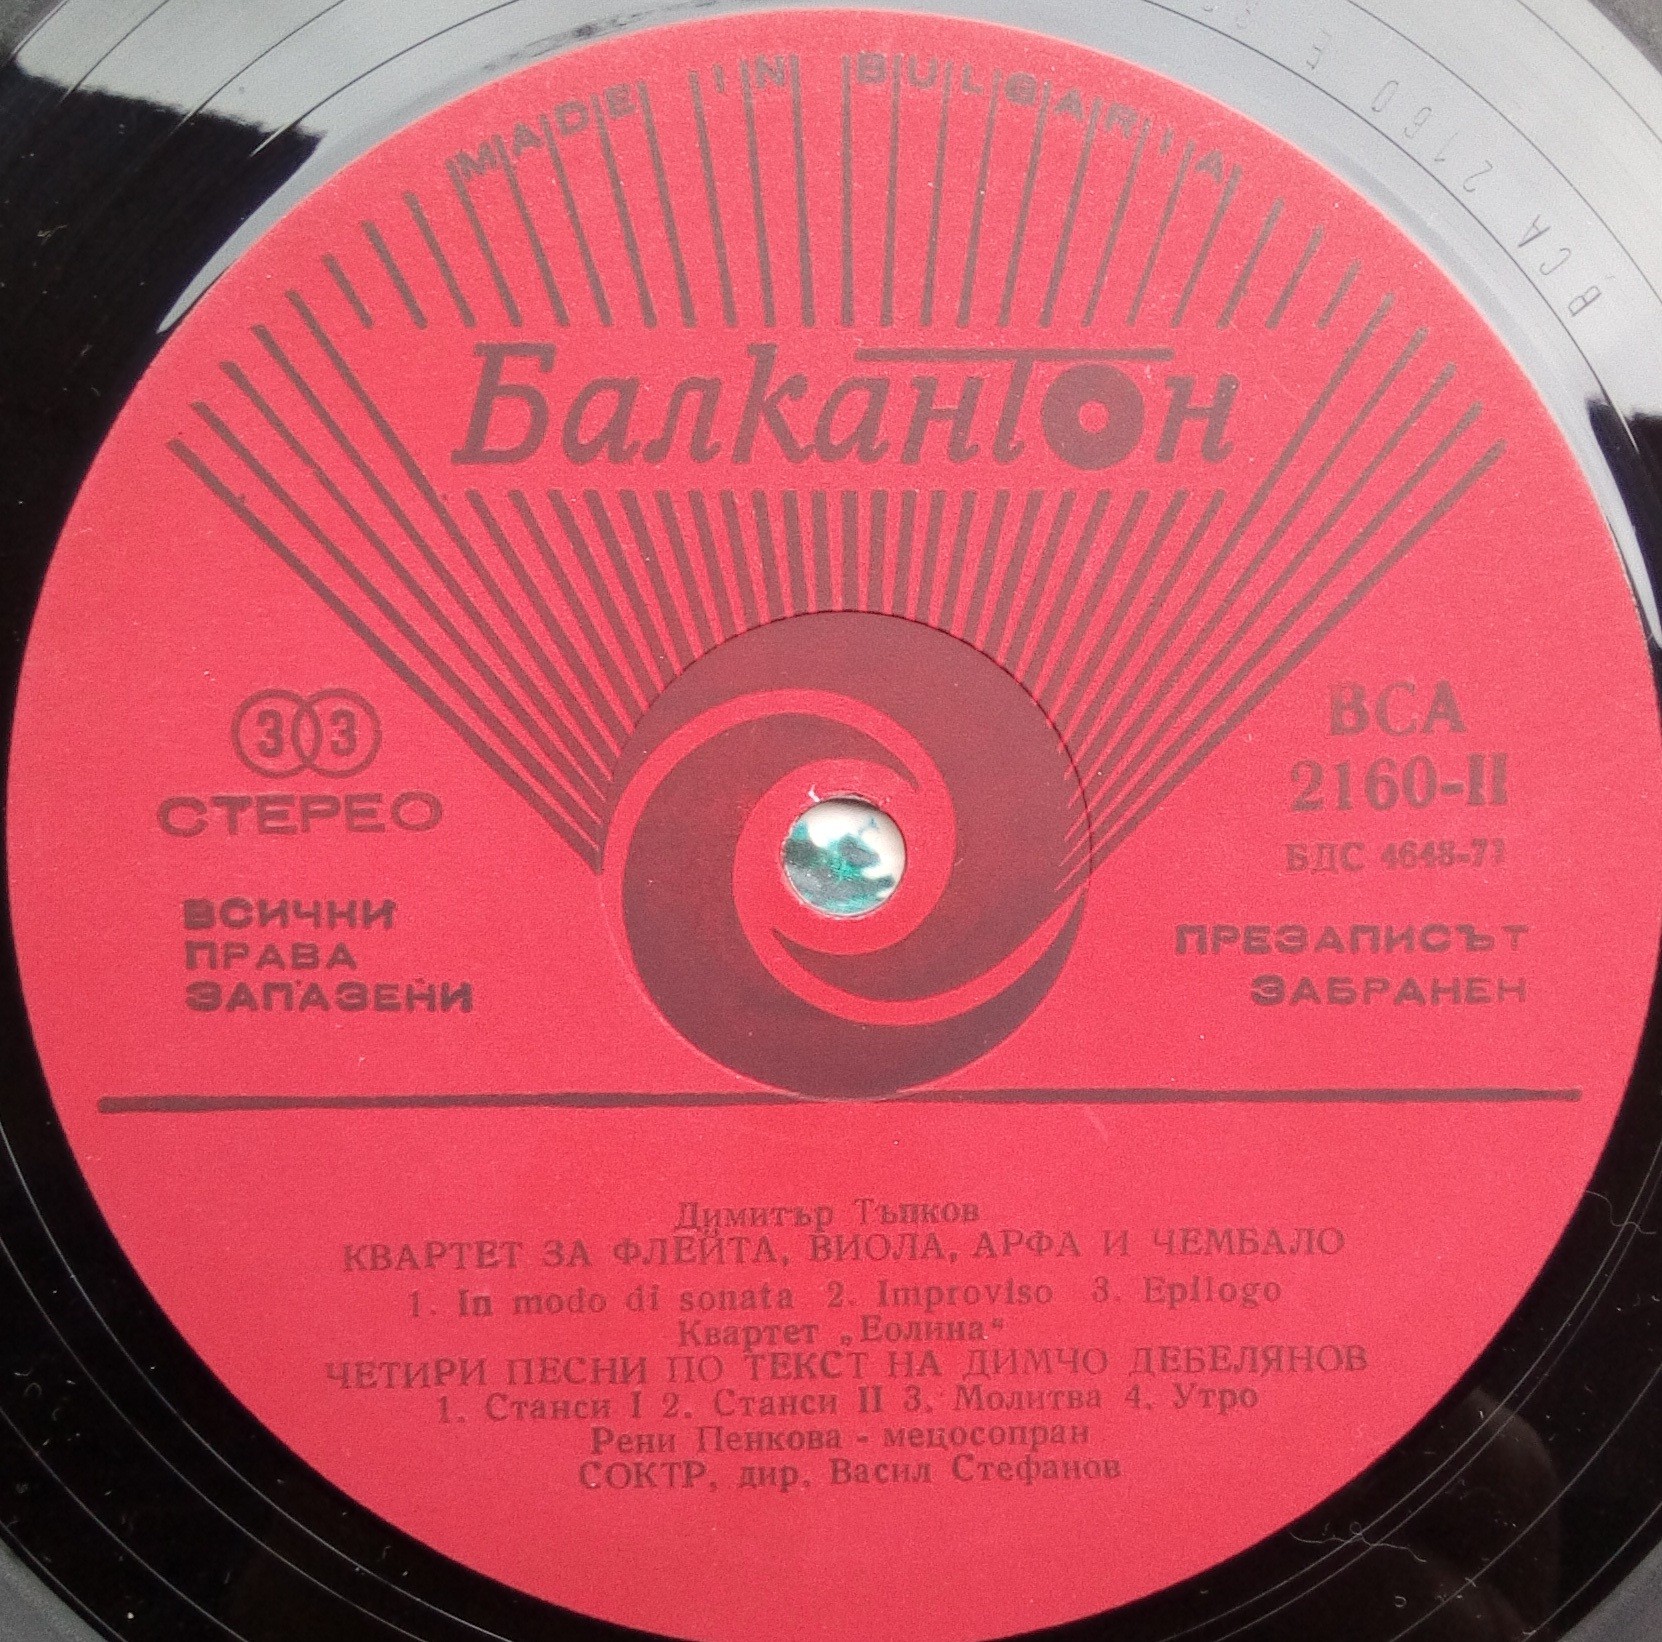 MADE IN BULGARIA
Балкантон
33
СТЕРЕО
ВСИЧКИ
ПРАВА
ЗАПАЗЕНИ
ВСА
2160-II
БДС 4648-77
ПРЕЗАПИСЪТ
ЗАБРАНЕН
Димитър Тъпков
КВАРТЕТ ЗА ФЛЕЙТА, ВИОЛА, АРФА И ЧЕМБАЛО
1. In modo di sonata 2. Improviso 3. Epilogo
Квартет „Еолина“
ЧЕТИРИ ПЕСНИ ПО ТЕКСТ НА ДИМЧО ДЕБЕЛЯНОВ
1. Станси I 2. Станси II 3. Молитва 4. Утро
Рени Пенкова - мецосопран
СОКТР, дир. Васил Стефанов
ВСА 2160